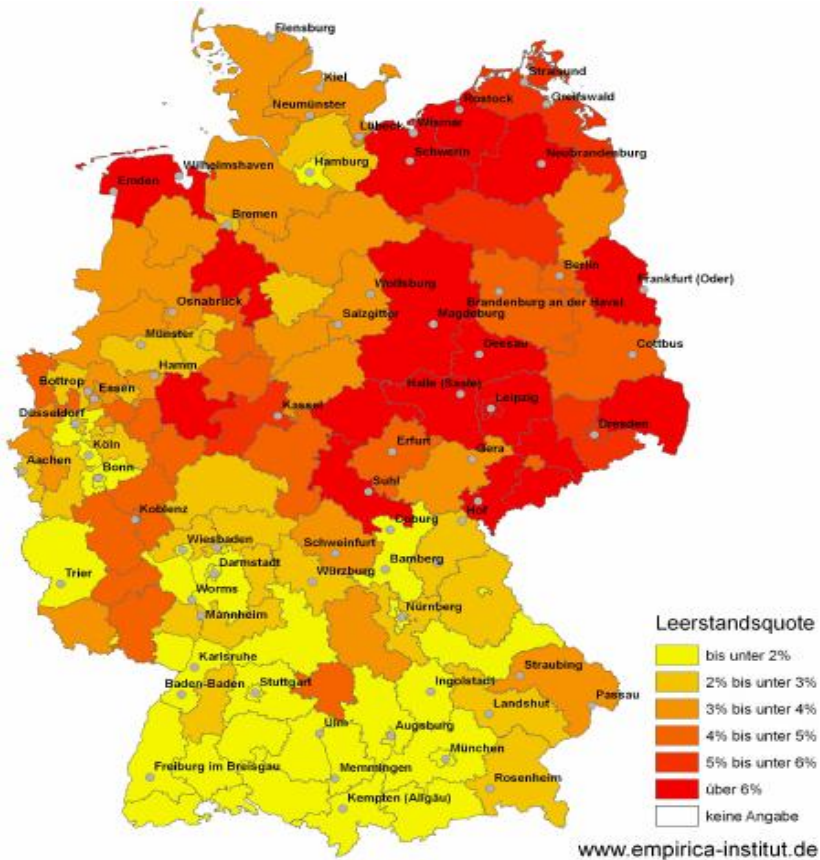 Flensburg
Kiel
Neumünster
Stralsund
Greifswald
Rostock
Wismar
Lübeck
Schwerin
Hamburg
Neubrandenburg
Wilhelmshaven
Emden
Bremen
Berlin
Frankfurt (Oder)
Wolfsburg
Brandenburg an der Havel
Osnabrück
Salzgitter
Magdeburg
Münster
Cottbus
Dessau
Hamm
Bottrop
Essen
Halle (Saale)
Leipzig
Kassel
Düsseldorf
Dresden
Erfurt
Gera
Köln
Aachen
Bonn
Suhl
Koblenz
Hof
Coburg
Wiesbaden
Schweinfurt
Bamberg
Darmstadt
Trier
Würzburg
Worms
Nürnberg
Mannheim
Karlsruhe
Straubing
Baden-Baden
Stuttgart
Ingolstadt
Passau
Landshut
Ulm
Augsburg
München
Freiburg im Breisgau
Memmingen
Rosenheim
Kempten (Allgäu)
Leerstandsquote
bis unter 2%
2% bis unter 3%
3% bis unter 4%
4% bis unter 5%
5% bis unter 6%
über 6%
keine Angabe
www.empirica-institut.de